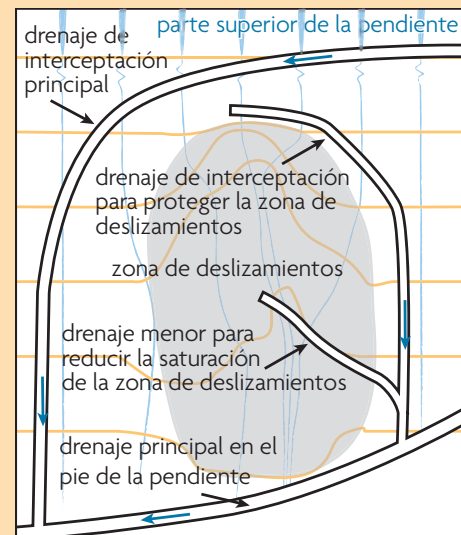 parte superior de la pendiente
drenaje de
interceptación
principal
drenaje de interceptación
para proteger la zona de
deslizamientos
zona de deslizamientos
drenaje menor para
reducir la saturación
de la zona de deslizamientos
drenaje principal en el
pie de la pendiente